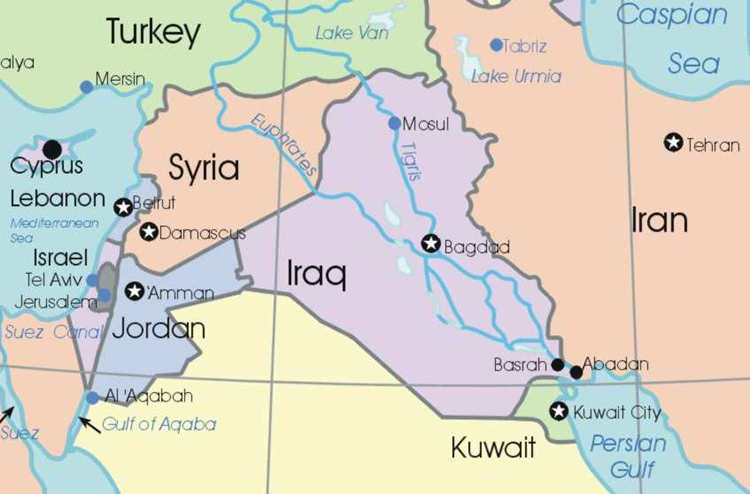 Caspian
Sea
Turkey
Lake Van
Tabriz
alya
Mersin
Lake Urmia
Mosul
Euphrates
Tigris
Tehran
Cyprus
Syria
Lebanon
Beirut
Mediterranean
Sea
Damascus
Iran
Bagdad
Israel
Iraq
Tel Aviv
'Amman
Jerusalem
Suez Canal
Jordan
Basrah
Abadan
Al 'Aqabah
Kuwait City
Gulf of Aqaba
Suez
Kuwait
Persian
Gulf